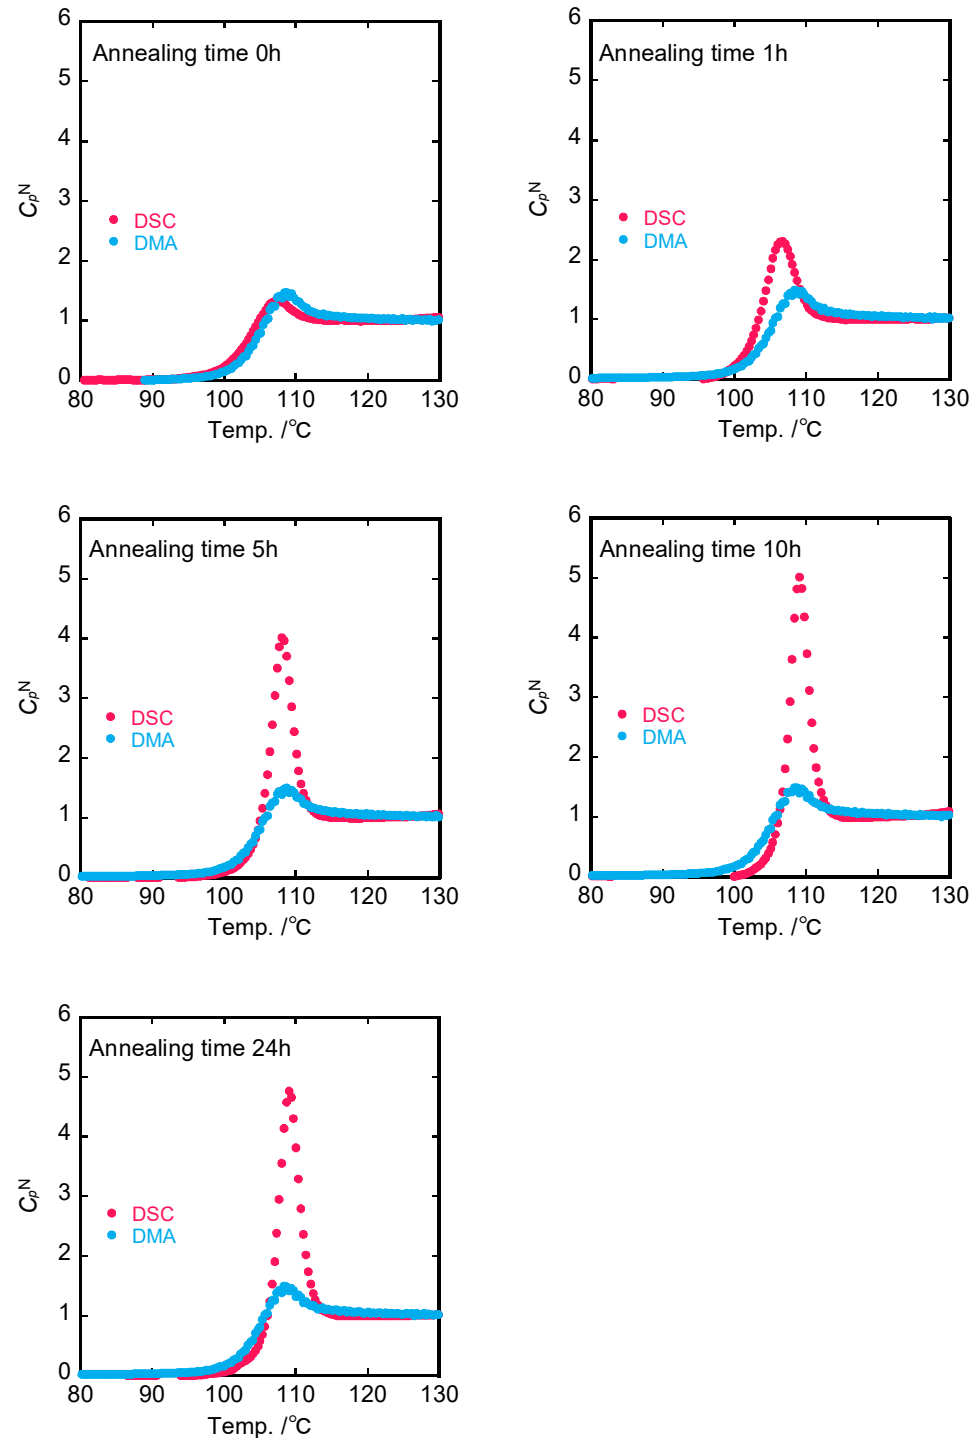 Annealing time 0h
6
5
4
3
2
1
0
CpN
DSC
DMA
80 90 100 110 120 130
Temp. /℃
Annealing time 1h
6
5
4
3
2
1
0
CpN
DSC
DMA
80 90 100 110 120 130
Temp. /℃
Annealing time 5h
6
5
4
3
2
1
0
CpN
DSC
DMA
80 90 100 110 120 130
Temp. /℃
Annealing time 10h
6
5
4
3
2
1
0
CpN
DSC
DMA
80 90 100 110 120 130
Temp. /℃
Annealing time 24h
6
5
4
3
2
1
0
CpN
DSC
DMA
80 90 100 110 120 130
Temp. /℃